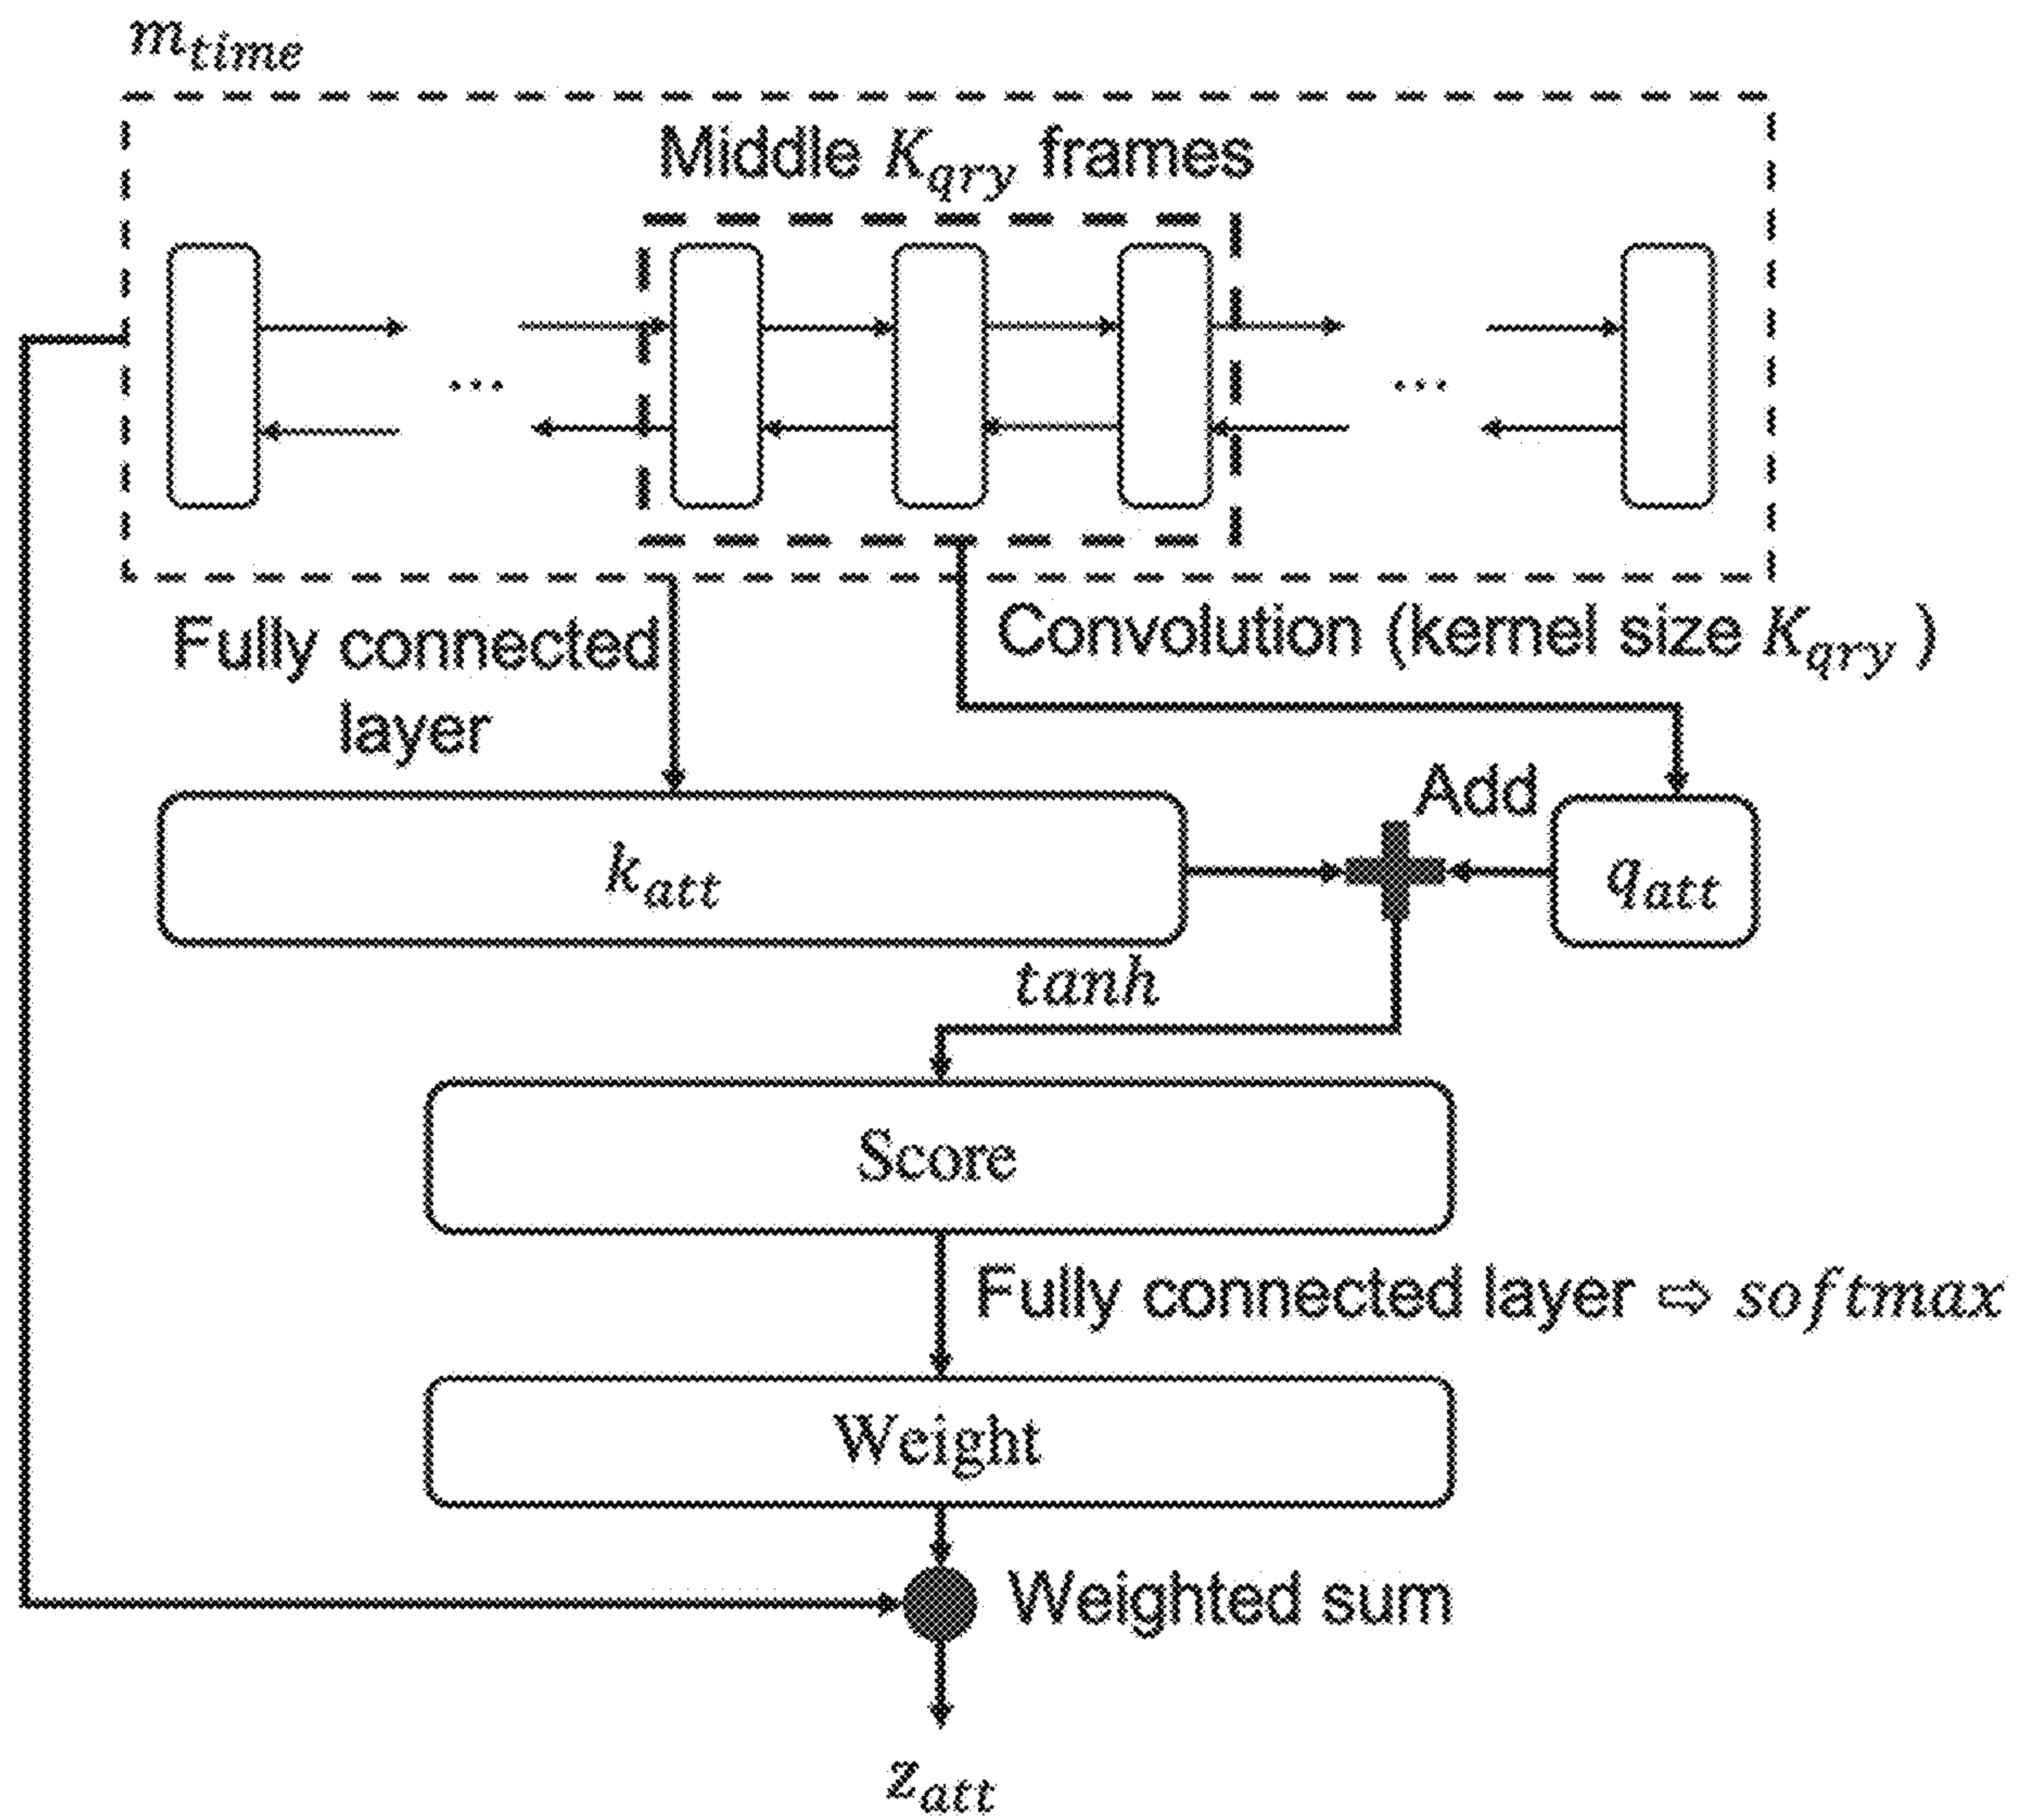 m_time
Middle K_qry frames
...
...
Fully connected
layer
Convolution (kernel size K_qry )
Add
k_att
q_att
tanh
Score
Fully connected layer ⇨ softmax
Weight
Weighted sum
z_att